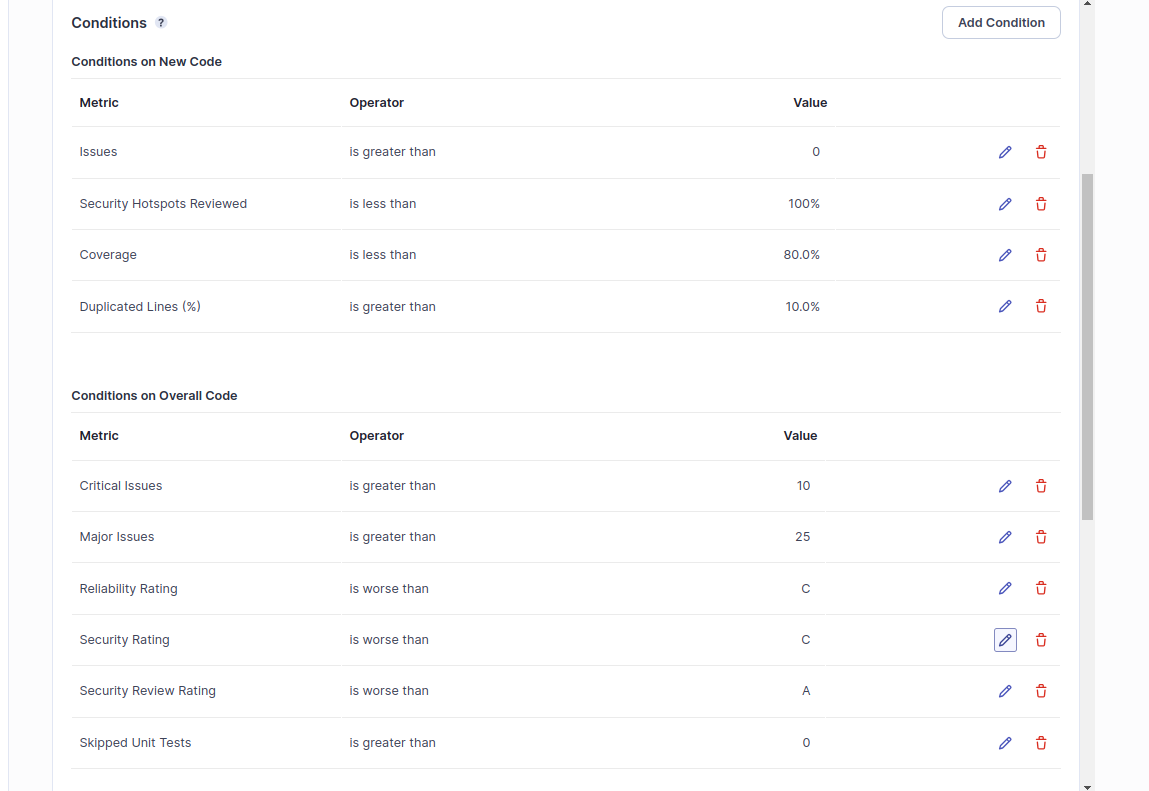 Conditions ? Add Condition
Conditions on New Code
Metric Operator Value
Issues is greater than 0
Security Hotspots Reviewed is less than 100%
Coverage is less than 80.0%
Duplicated Lines (%) is greater than 10.0%
Conditions on Overall Code
Metric Operator Value
Critical Issues is greater than 10
Major Issues is greater than 25
Reliability Rating is worse than C
Security Rating is worse than C
Security Review Rating is worse than A
Skipped Unit Tests is greater than 0